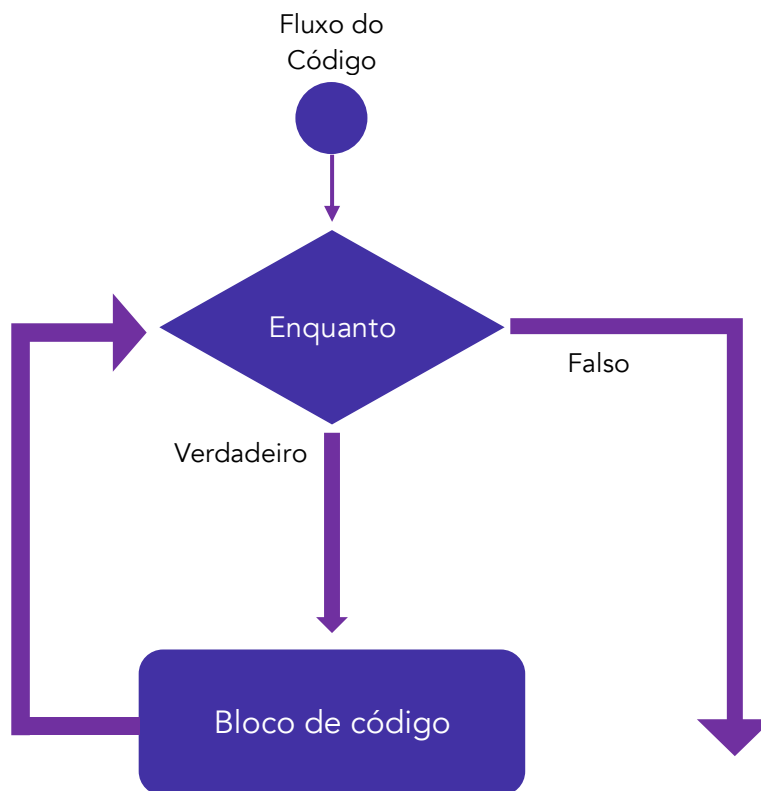 Fluxo do
Código
Enquanto
Falso
Verdadeiro
Bloco de código